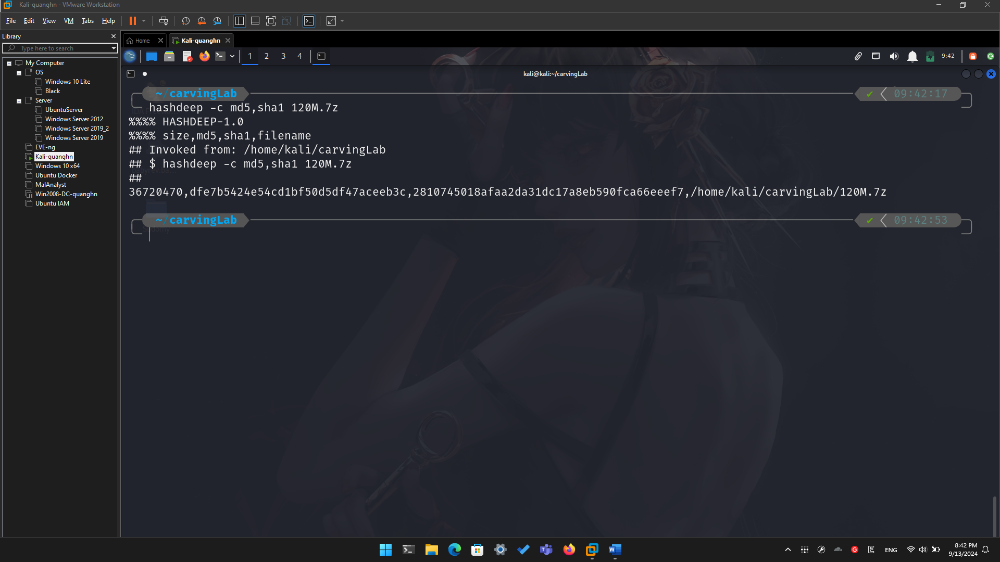 Kali-quanghn - VMware Workstation
File Edit View VM Tabs Help
Library
Type here to search
My Computer
OS
Windows 10 Lite
Black
Server
UbuntuServer
Windows Server 2012
Windows Server 2019_2
Windows Server 2019
EVE-ng
Kali-quanghn
Windows 10 x64
Ubuntu Docker
MalAnalyst
Win2008-DC-quanghn
Ubuntu IAM
Home Kali-quanghn
1 2 3 4 9:42
kali@kali:~/carvingLab
~/carvingLab 09:42:17
hashdeep -c md5,sha1 120M.7z
%%%% HASHDEEP-1.0
%%%% size,md5,sha1,filename
## Invoked from: /home/kali/carvingLab
## $ hashdeep -c md5,sha1 120M.7z
##
36720470,dfe7b5424e54cd1bf50d5df47aceeb3c,2810745018afaa2da31dc17a8eb590fca66eeef7,/home/kali/carvingLab/120M.7z
~/carvingLab 09:42:53
ENG
8:42 PM
9/13/2024